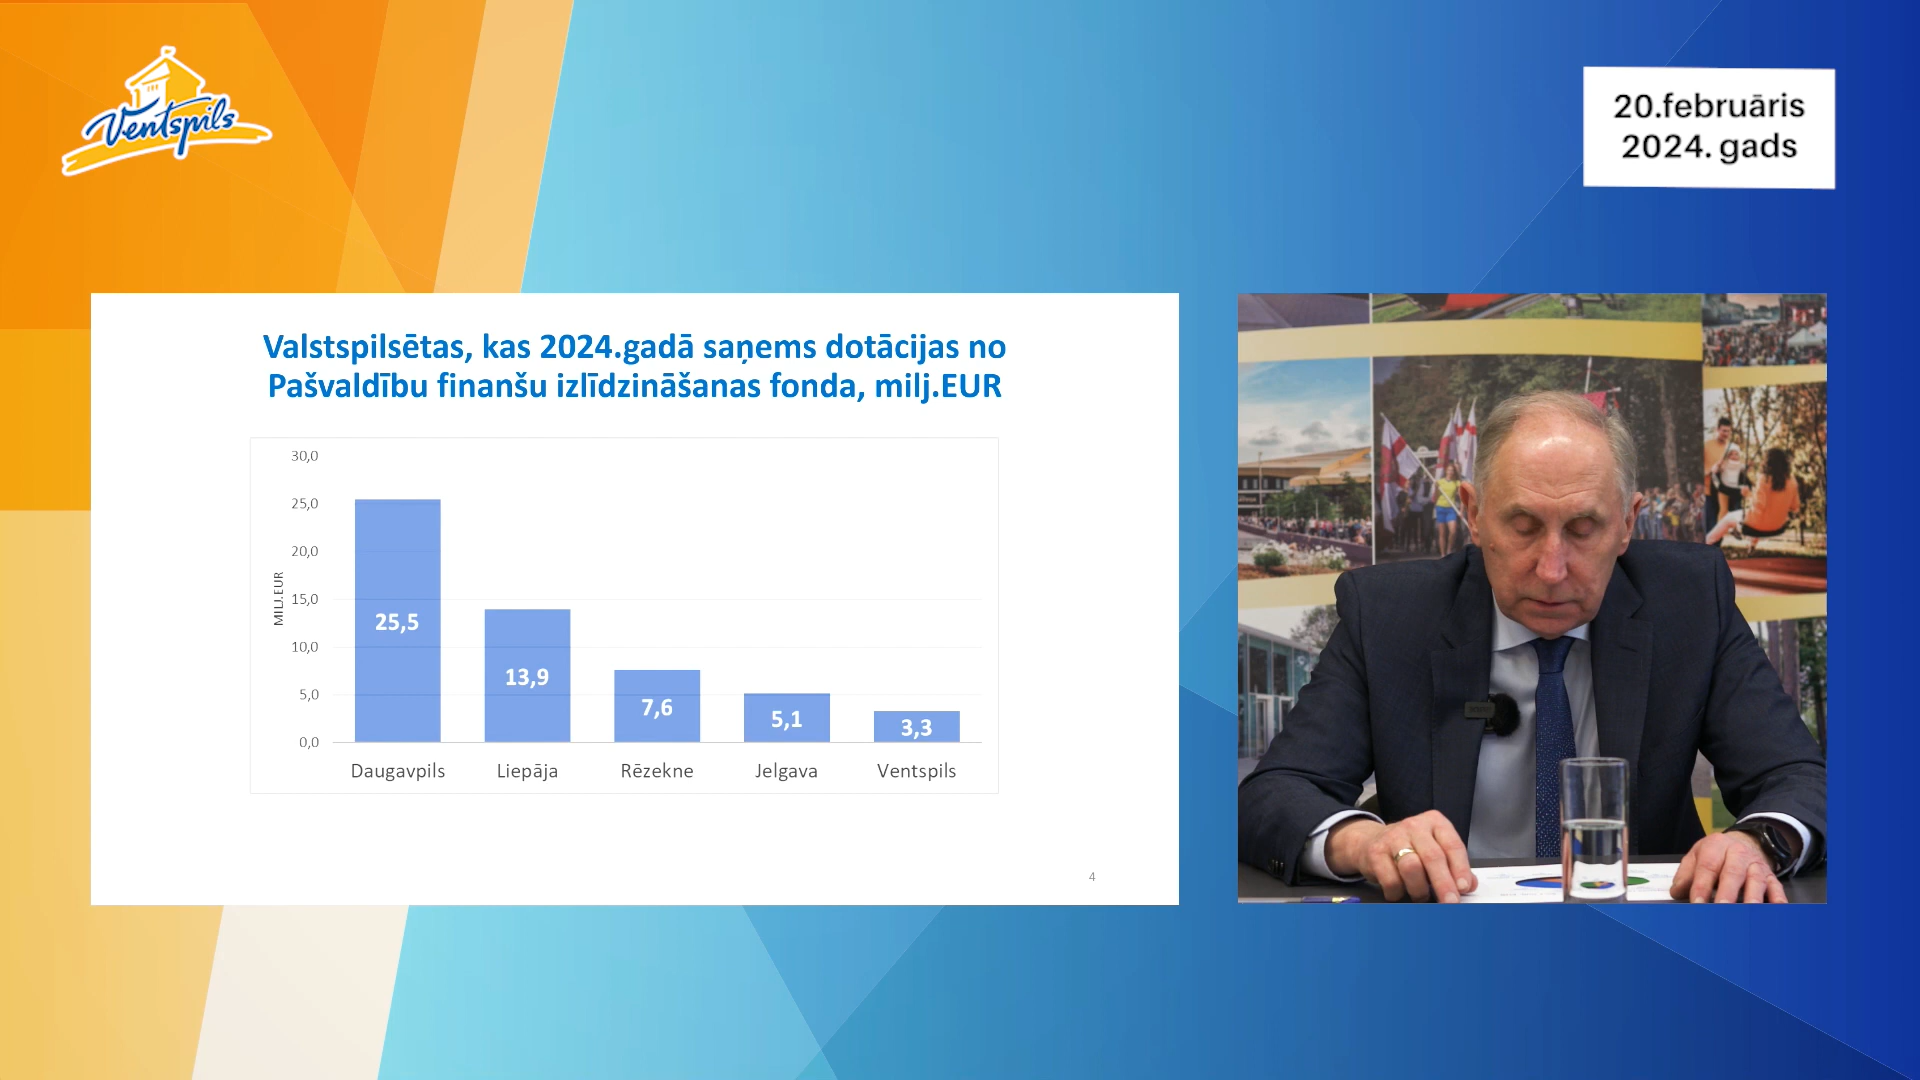 Ventspils
20.februāris
2024. gads
Valstspilsētas, kas 2024.gadā saņems dotācijas no
Pašvaldību finanšu izlīdzināšanas fonda, milj.EUR
MILJ.EUR
30,0
25,0
20,0
15,0
10,0
5,0
0,0
25,5
13,9
7,6
5,1
3,3
Daugavpils
Liepāja
Rēzekne
Jelgava
Ventspils
4